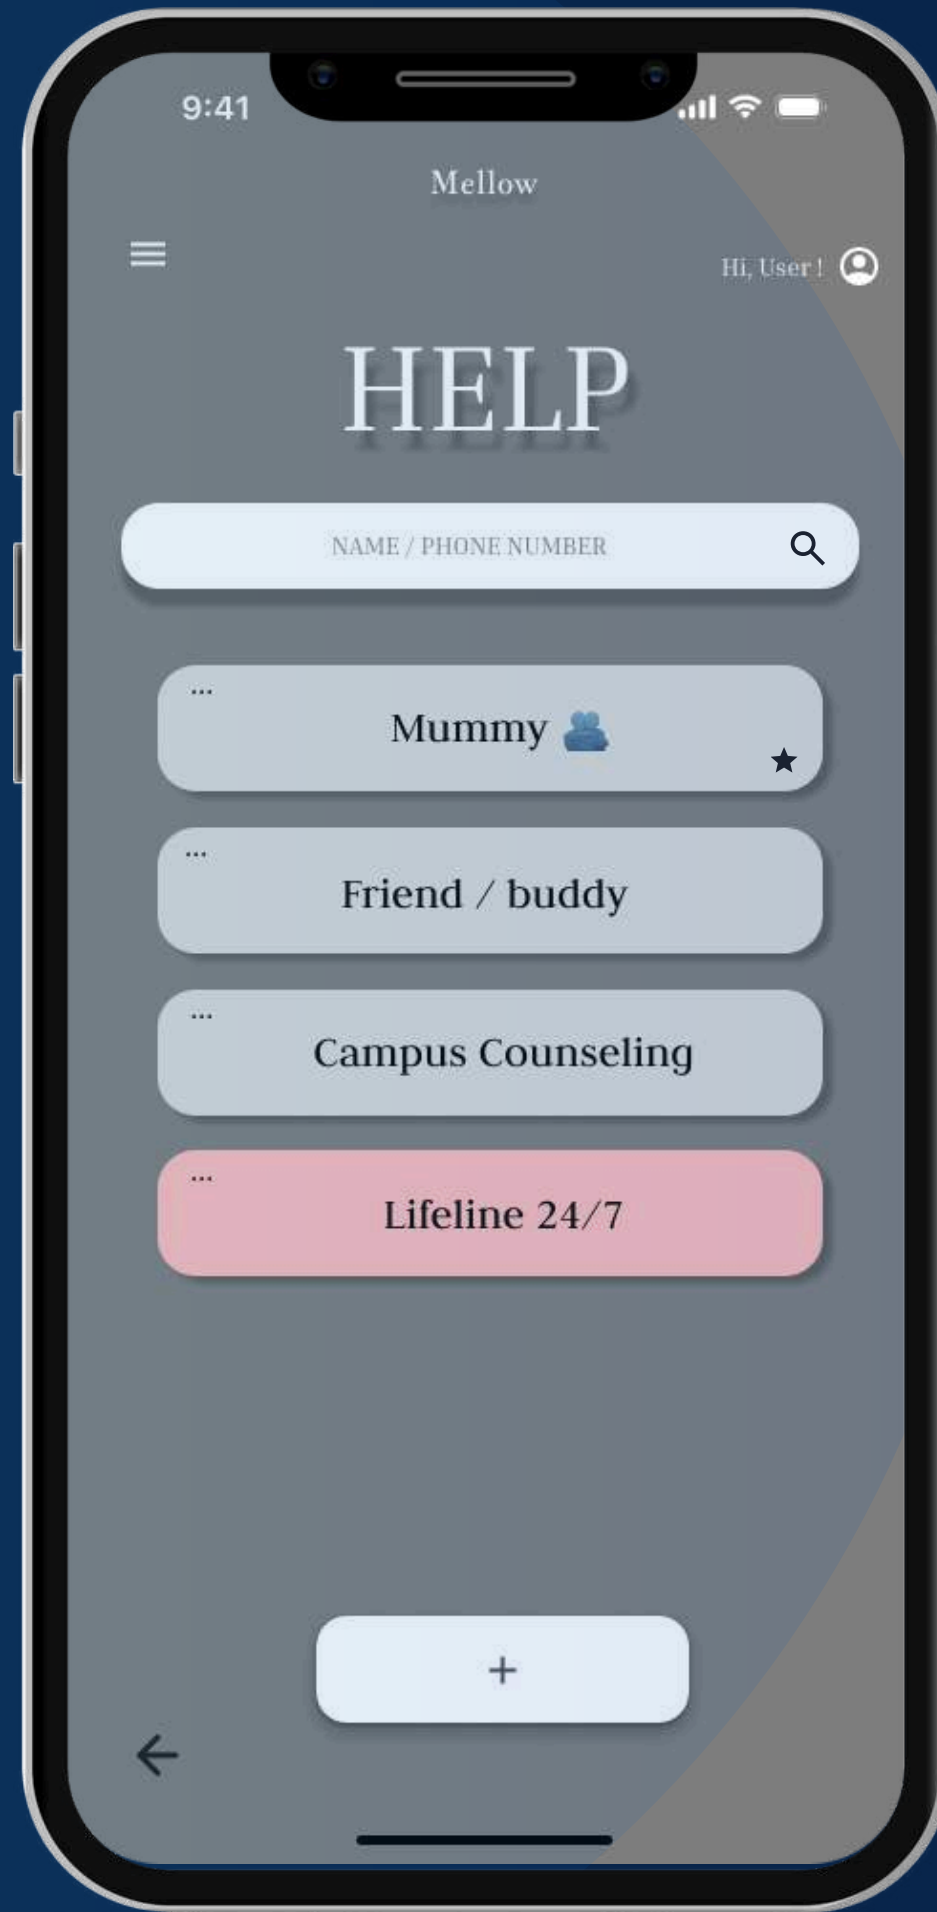 9:41
Mellow
Hi, User !
HELP
NAME / PHONE NUMBER
...
Mummy 🫂
...
Friend / buddy
...
Campus Counseling
...
Lifeline 24/7
+